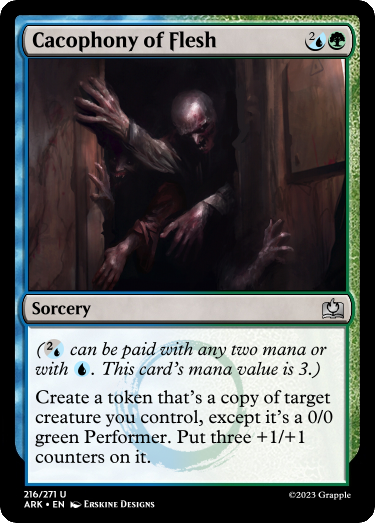 Cacophony of Flesh
2
Sorcery
(2 can be paid with any two mana or
with . This card's mana value is 3.)
Create a token that's a copy of target
creature you control, except it's a 0/0
green Performer. Put three +1/+1
counters on it.
216/271 U
ARK • EN Erskine Designs
©2023 Grapple